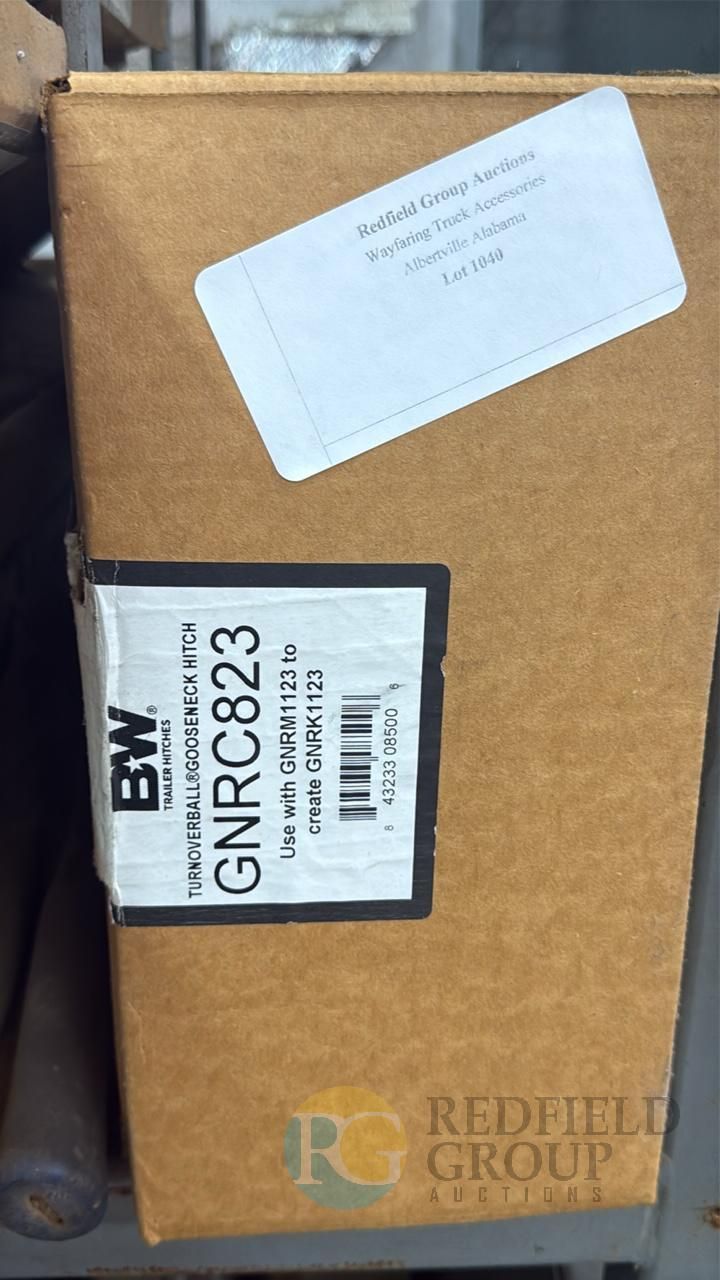 Redfield Group Auctions
Wayfaring Truck Accessories
Albertville Alabama
Lot 1040
B&W®
TRAILER HITCHES
TURNOVERBALL®GOOSENECK HITCH
GNRC823
Use with GNRM1123 to
create GNRK1123
8 43233 08500 6
RG
REDFIELD
GROUP
AUCTIONS